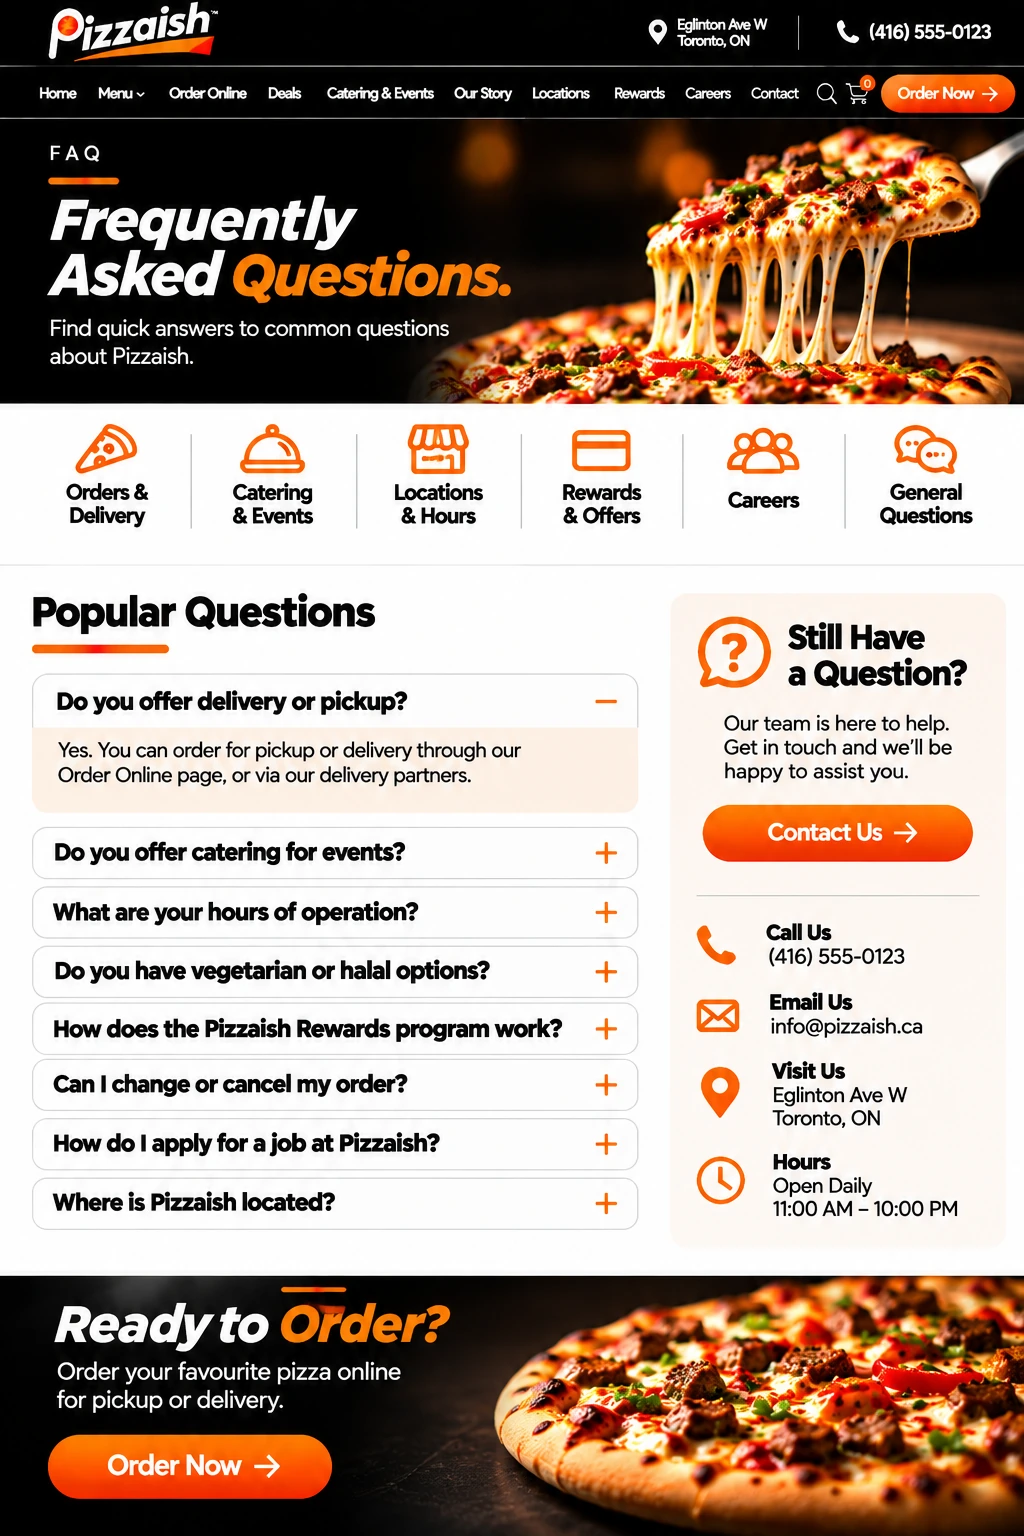 Pizzaish™
Eglinton Ave W
Toronto, ON
(416) 555-0123
Home
Menu
Order Online
Deals
Catering & Events
Our Story
Locations
Rewards
Careers
Contact
0
Order Now →
FAQ
Frequently
Asked Questions.
Find quick answers to common questions
about Pizzaish.
Orders &
Delivery
Catering
& Events
Locations
& Hours
Rewards
& Offers
Careers
General
Questions
Popular Questions
Do you offer delivery or pickup?
Yes. You can order for pickup or delivery through our
Order Online page, or via our delivery partners.
Do you offer catering for events?
What are your hours of operation?
Do you have vegetarian or halal options?
How does the Pizzaish Rewards program work?
Can I change or cancel my order?
How do I apply for a job at Pizzaish?
Where is Pizzaish located?
Still Have
a Question?
Our team is here to help.
Get in touch and we'll be
happy to assist you.
Contact Us →
Call Us
(416) 555-0123
Email Us
info@pizzaish.ca
Visit Us
Eglinton Ave W
Toronto, ON
Hours
Open Daily
11:00 AM – 10:00 PM
Ready to Order?
Order your favourite pizza online
for pickup or delivery.
Order Now →